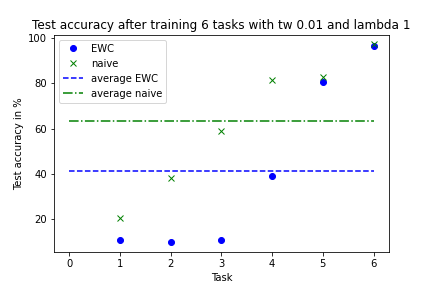 Test accuracy after training 6 tasks with tw 0.01 and lambda 1
100
80
60
40
20
Test accuracy in %
EWC
naive
average EWC
average naive
0 1 2 3 4 5 6
Task